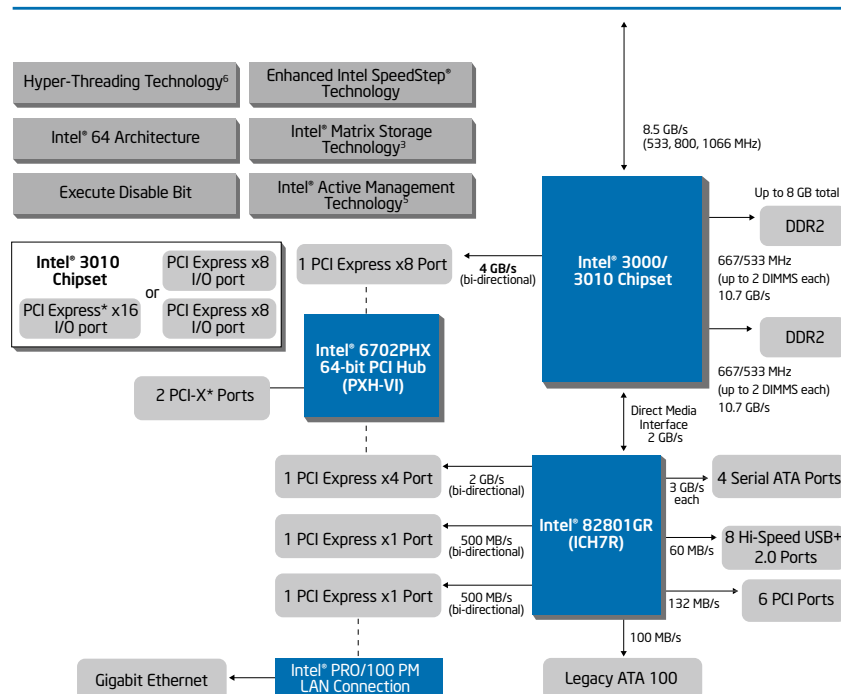 Hyper-Threading Technology⁶
Enhanced Intel SpeedStep®
Technology
Intel® 64 Architecture
Intel® Matrix Storage
Technology³
Execute Disable Bit
Intel® Active Management
Technology⁵
8.5 GB/s
(533, 800, 1066 MHz)
Up to 8 GB total
DDR2
667/533 MHz
(up to 2 DIMMS each)
10.7 GB/s
DDR2
667/533 MHz
(up to 2 DIMMS each)
10.7 GB/s
Intel® 3000/
3010 Chipset
1 PCI Express x8 Port
4 GB/s
(bi-directional)
Intel® 3010
Chipset
PCI Express* x16
I/O port
or
PCI Express x8
I/O port
PCI Express x8
I/O port
Intel® 6702PHX
64-bit PCI Hub
(PXH-VI)
2 PCI-X* Ports
Direct Media
Interface
2 GB/s
1 PCI Express x4 Port
2 GB/s
(bi-directional)
1 PCI Express x1 Port
500 MB/s
(bi-directional)
1 PCI Express x1 Port
500 MB/s
(bi-directional)
Intel® 82801GR
(ICH7R)
3 GB/s
each
4 Serial ATA Ports
60 MB/s
8 Hi-Speed USB+
2.0 Ports
132 MB/s
6 PCI Ports
100 MB/s
Legacy ATA 100
Gigabit Ethernet
Intel® PRO/100 PM
LAN Connection